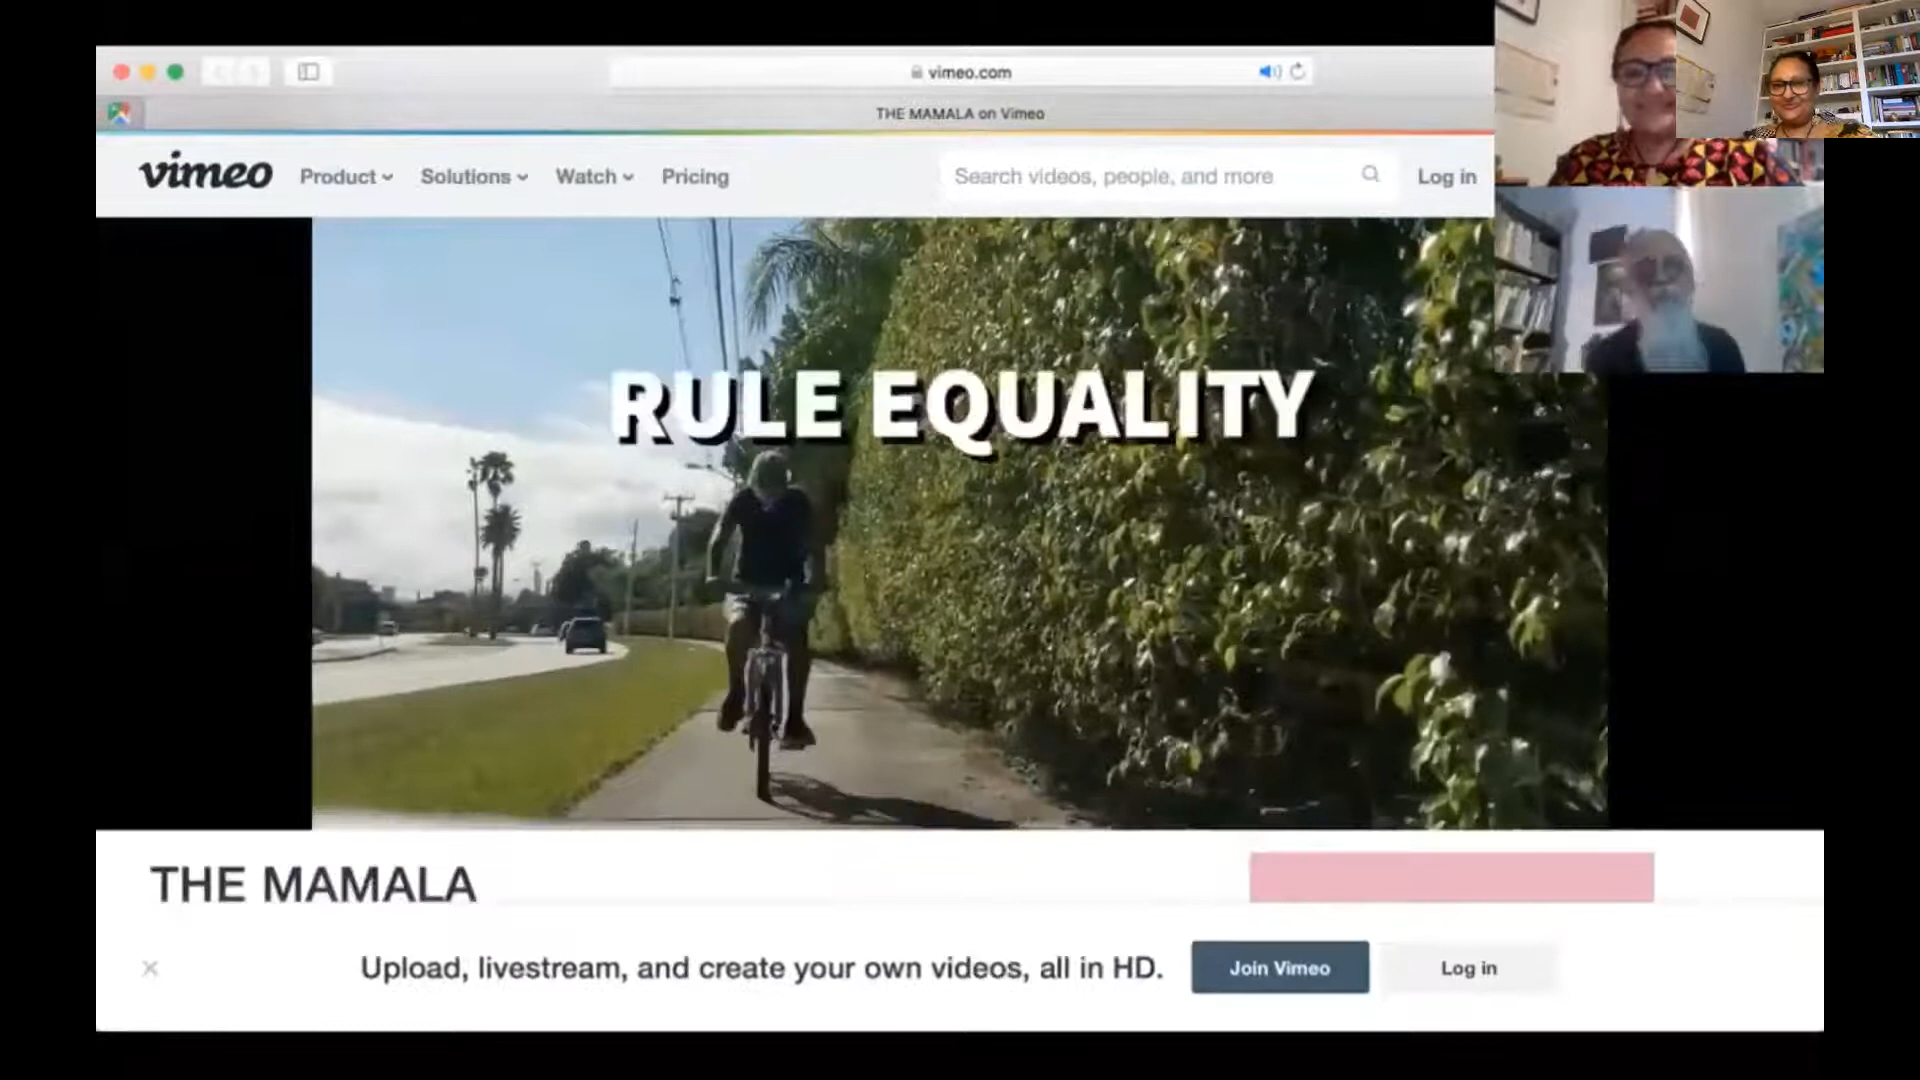 vimeo.com
THE MAMALA on Vimeo
vimeo Product Solutions Watch Pricing Search videos, people, and more Log in
RULE EQUALITY
THE MAMALA
Upload, livestream, and create your own videos, all in HD. Join Vimeo Log in